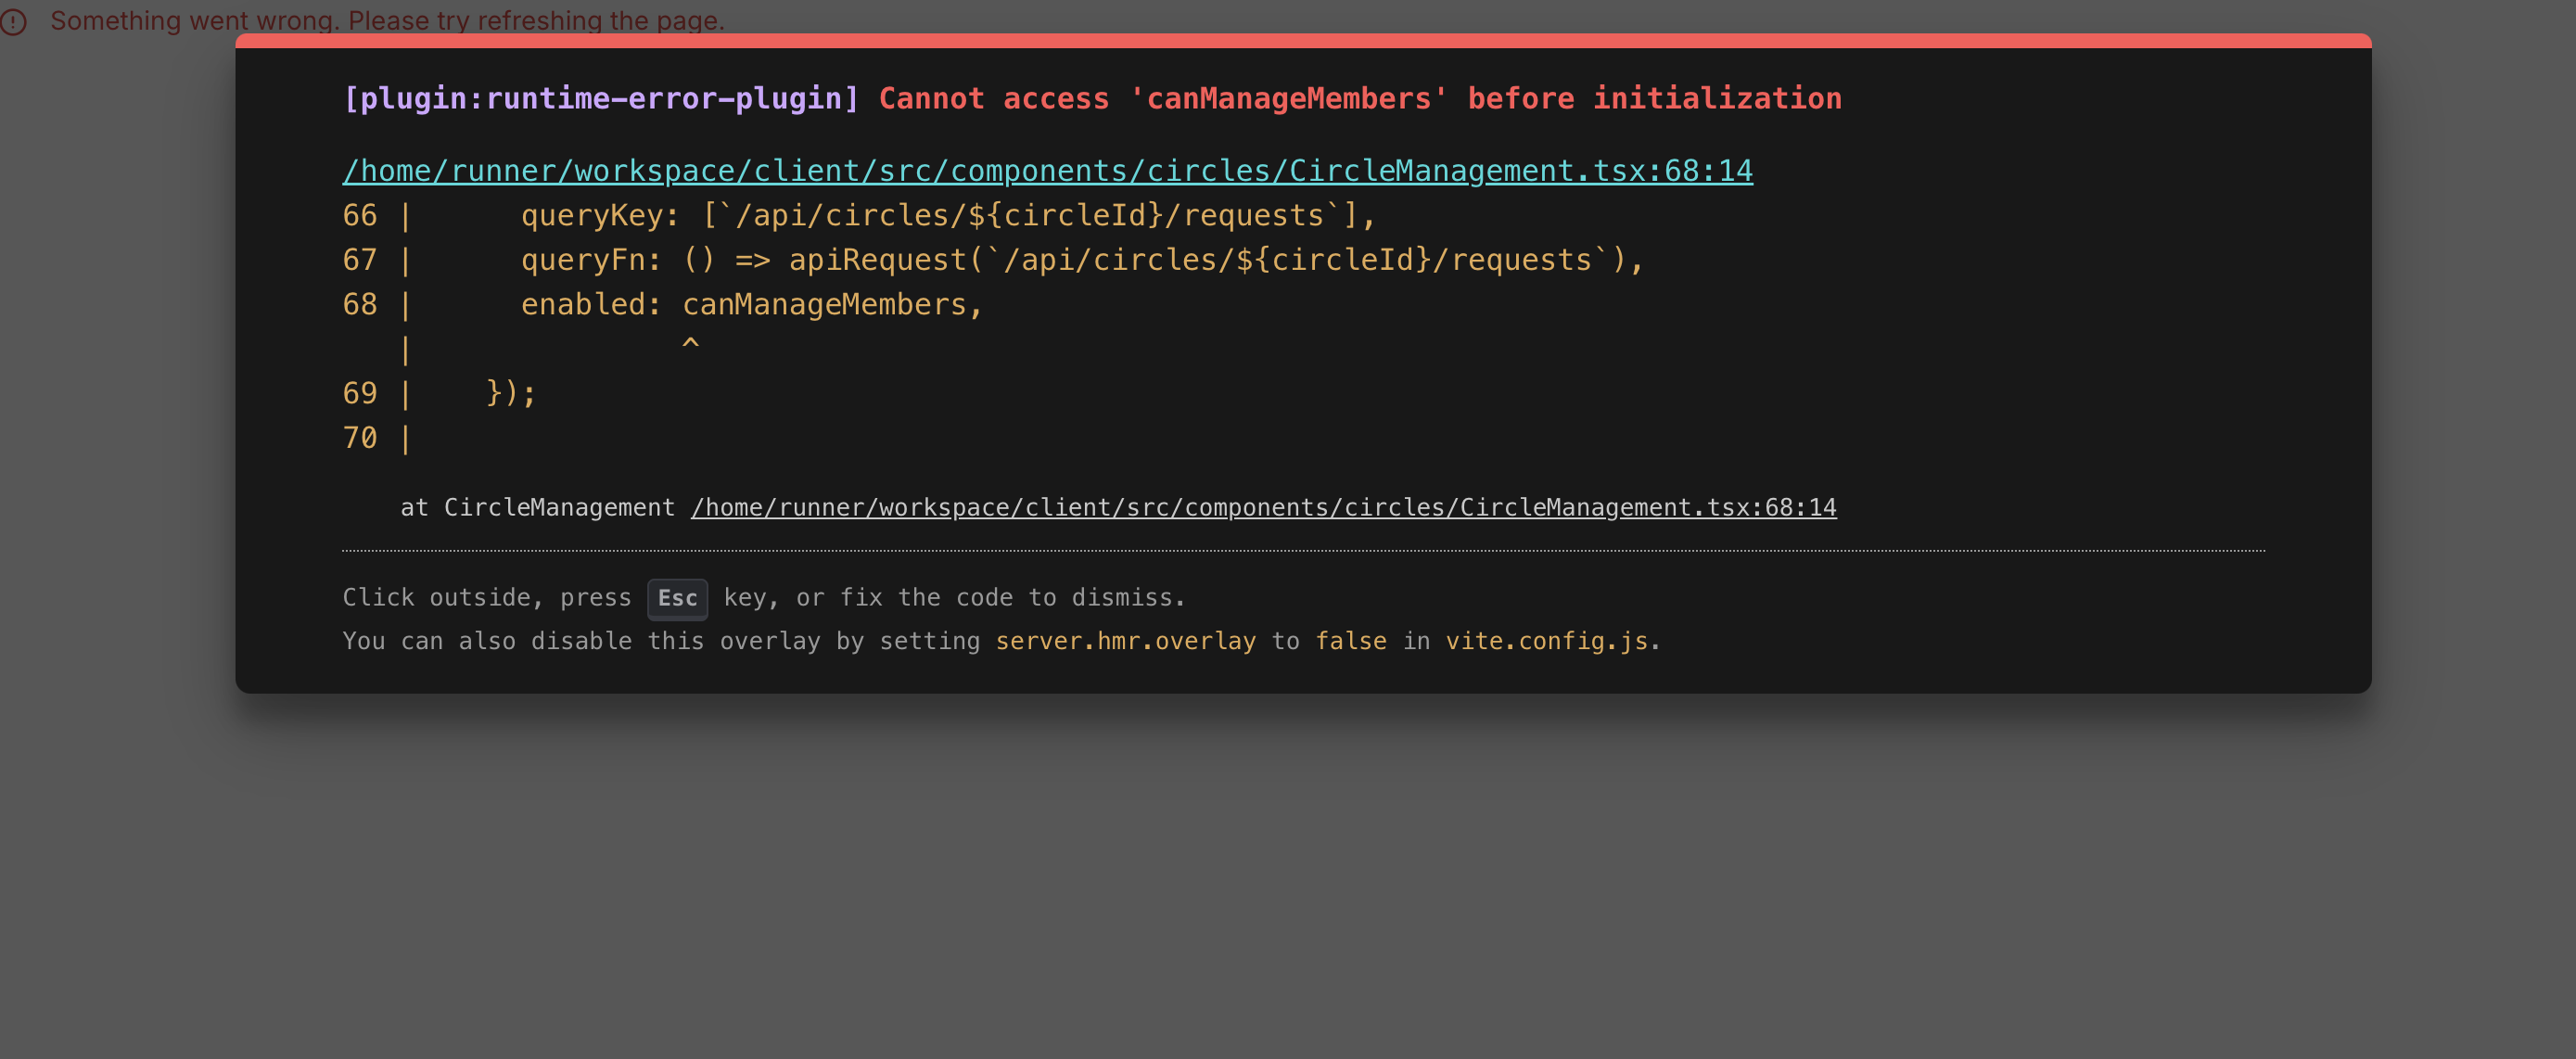 Something went wrong. Please try refreshing the page.
[plugin:runtime-error-plugin] Cannot access 'canManageMembers' before initialization
/home/runner/workspace/client/src/components/circles/CircleManagement.tsx:68:14
66 |      queryKey: [`/api/circles/${circleId}/requests`],
67 |      queryFn: () => apiRequest(`/api/circles/${circleId}/requests`),
68 |      enabled: canManageMembers,
   |               ^
69 |    });
70 |
at CircleManagement /home/runner/workspace/client/src/components/circles/CircleManagement.tsx:68:14
Click outside, press Esc key, or fix the code to dismiss.
You can also disable this overlay by setting server.hmr.overlay to false in vite.config.js.